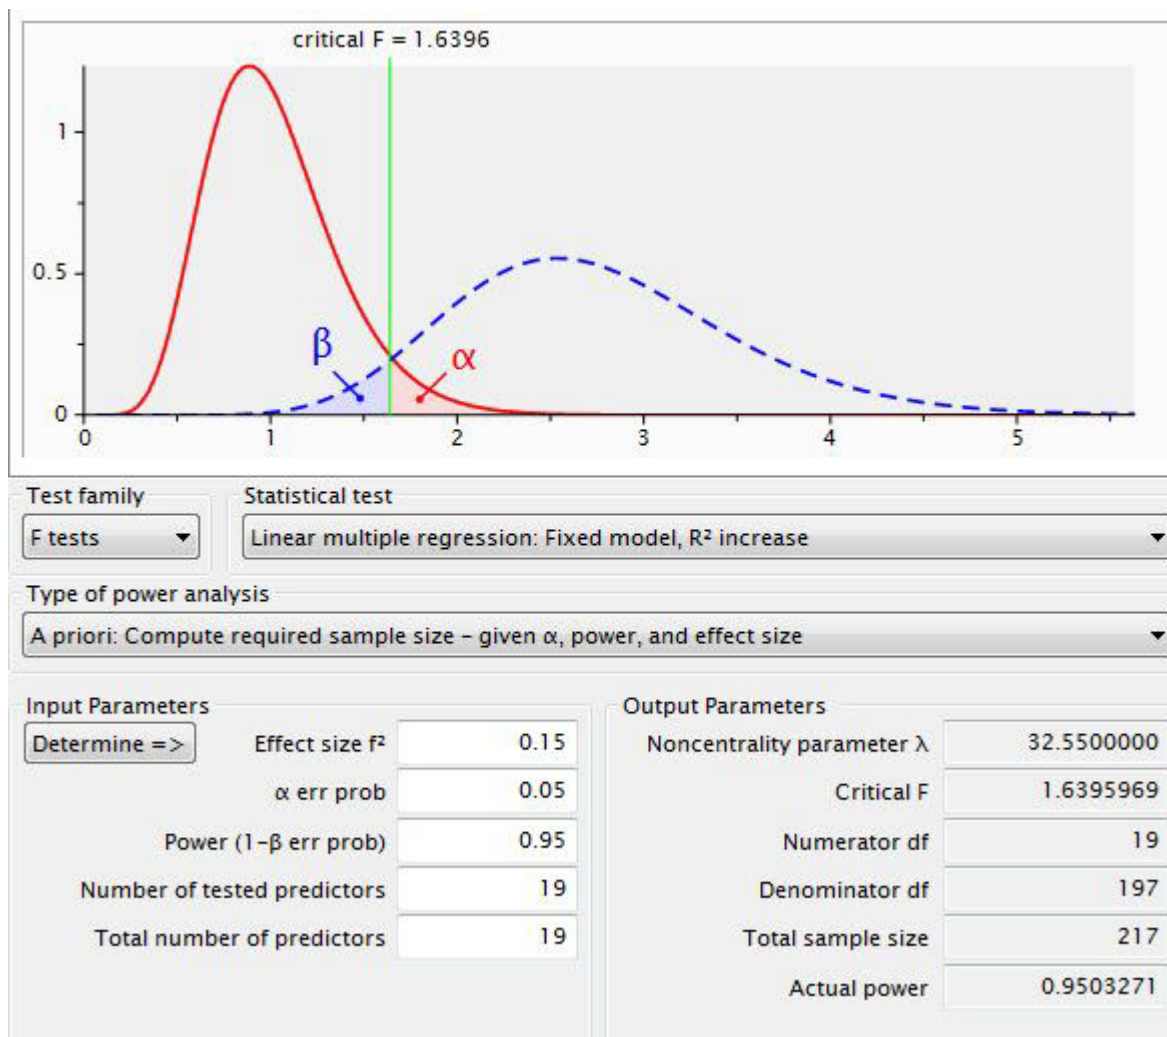 critical F = 1.6396
1
0.5
0
β
α
0 1 2 3 4 5
Test family
Statistical test
F tests
Linear multiple regression: Fixed model, R² increase
Type of power analysis
A priori: Compute required sample size – given α, power, and effect size
Input Parameters
Output Parameters
Determine =>
Effect size f² 0.15
Noncentrality parameter λ 32.5500000
α err prob 0.05
Critical F 1.6395969
Power (1-β err prob) 0.95
Numerator df 19
Number of tested predictors 19
Denominator df 197
Total number of predictors 19
Total sample size 217
Actual power 0.9503271